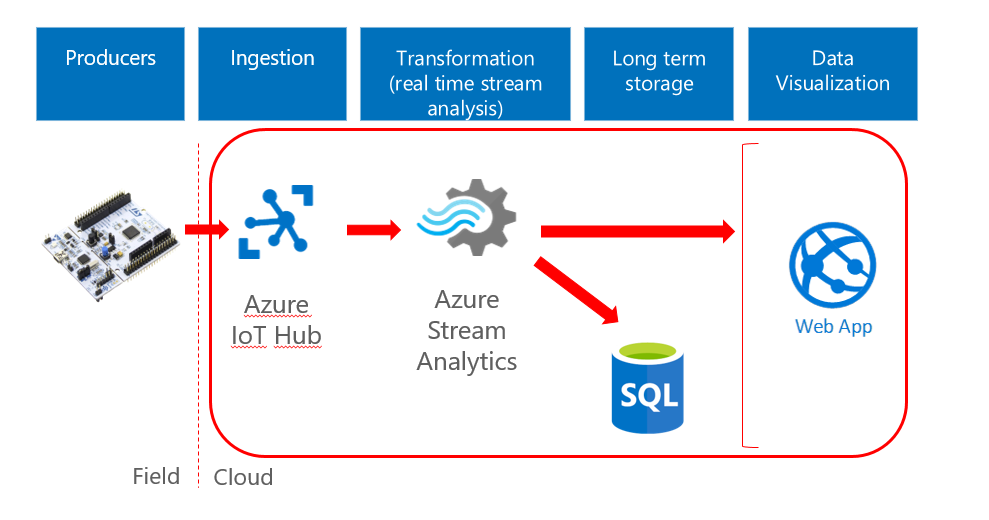 Producers
Ingestion
Transformation
(real time stream
analysis)
Long term
storage
Data
Visualization
Azure
IoT Hub
Azure
Stream
Analytics
SQL
Web App
Field
Cloud